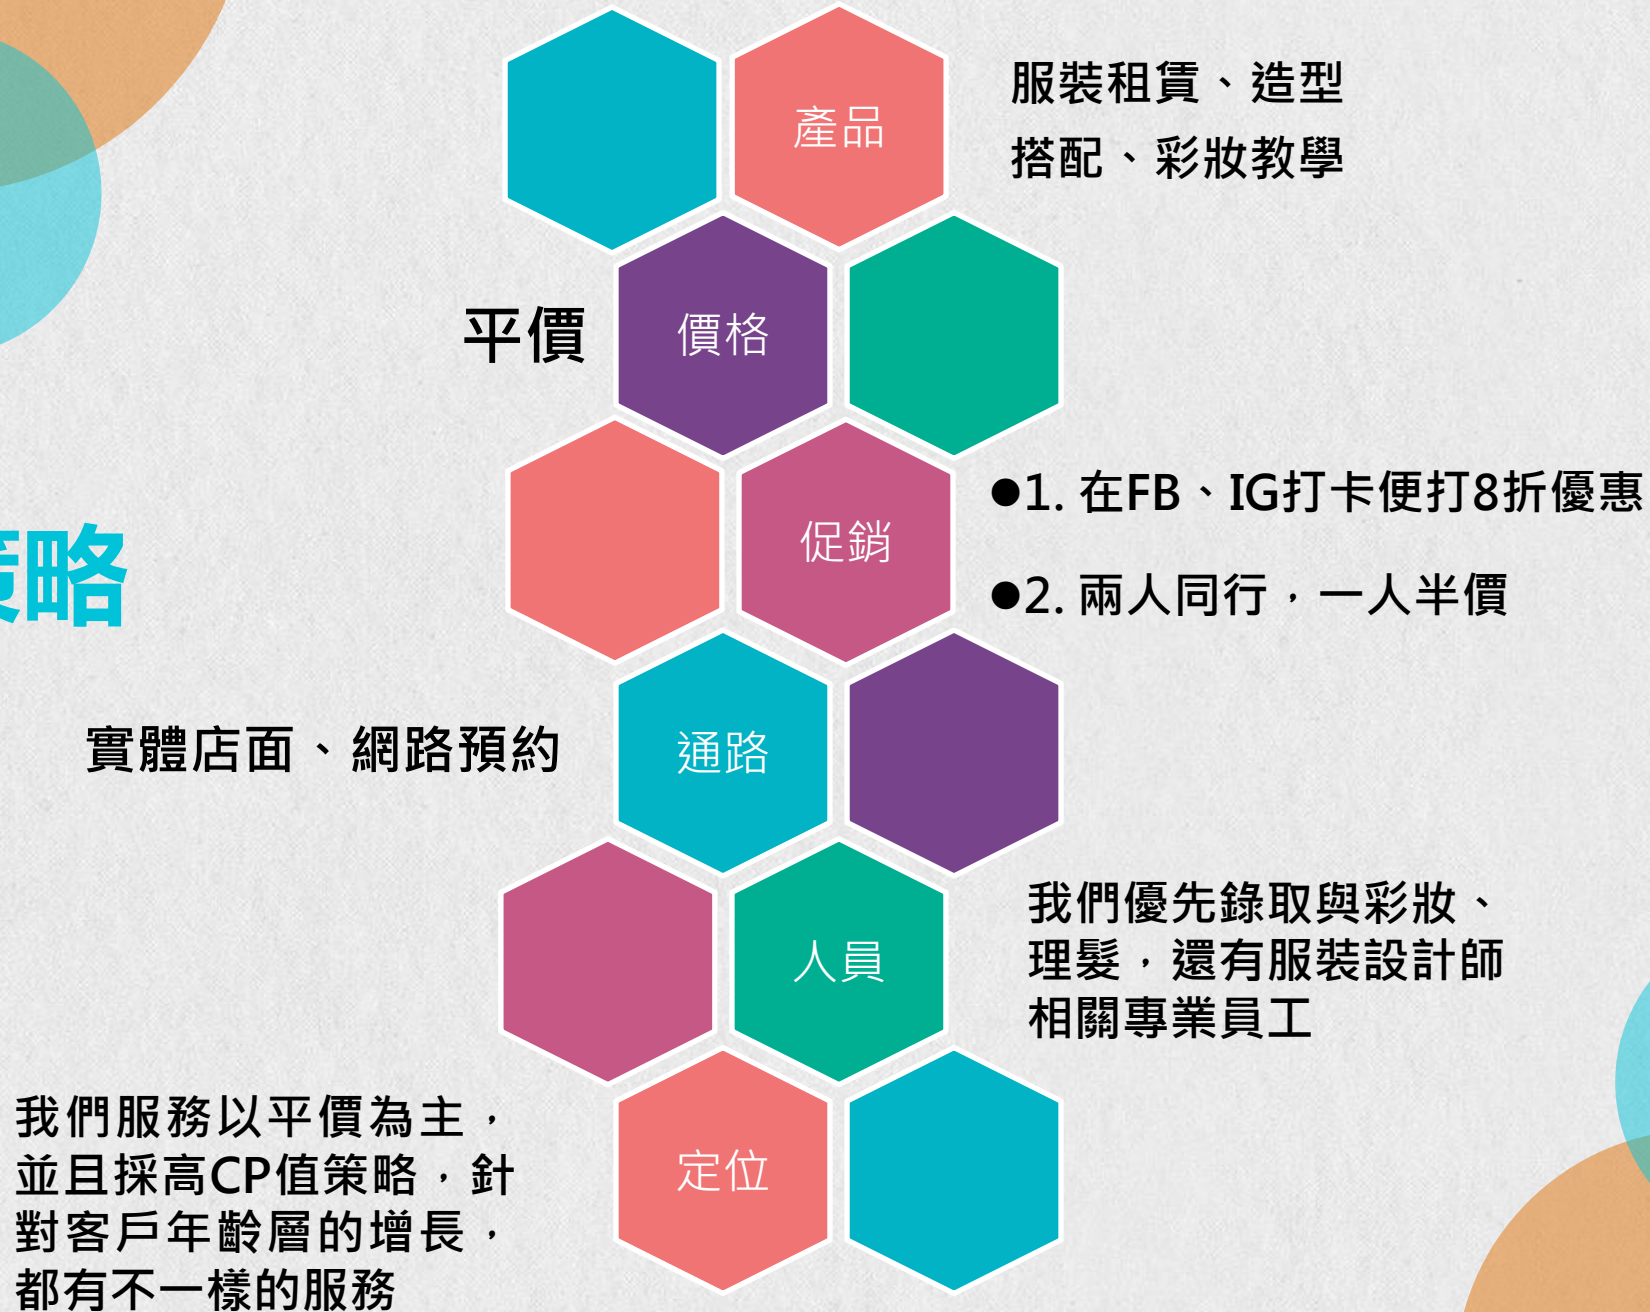 產品
服裝租賃、造型
搭配、彩妝教學
平價
價格
促銷
●1. 在FB、IG打卡便打8折優惠
●2. 兩人同行，一人半價
策略
實體店面、網路預約
通路
人員
我們優先錄取與彩妝、
理髮，還有服裝設計師
相關專業員工
我們服務以平價為主，
並且採高CP值策略，針
對客戶年齡層的增長，
都有不一樣的服務
定位